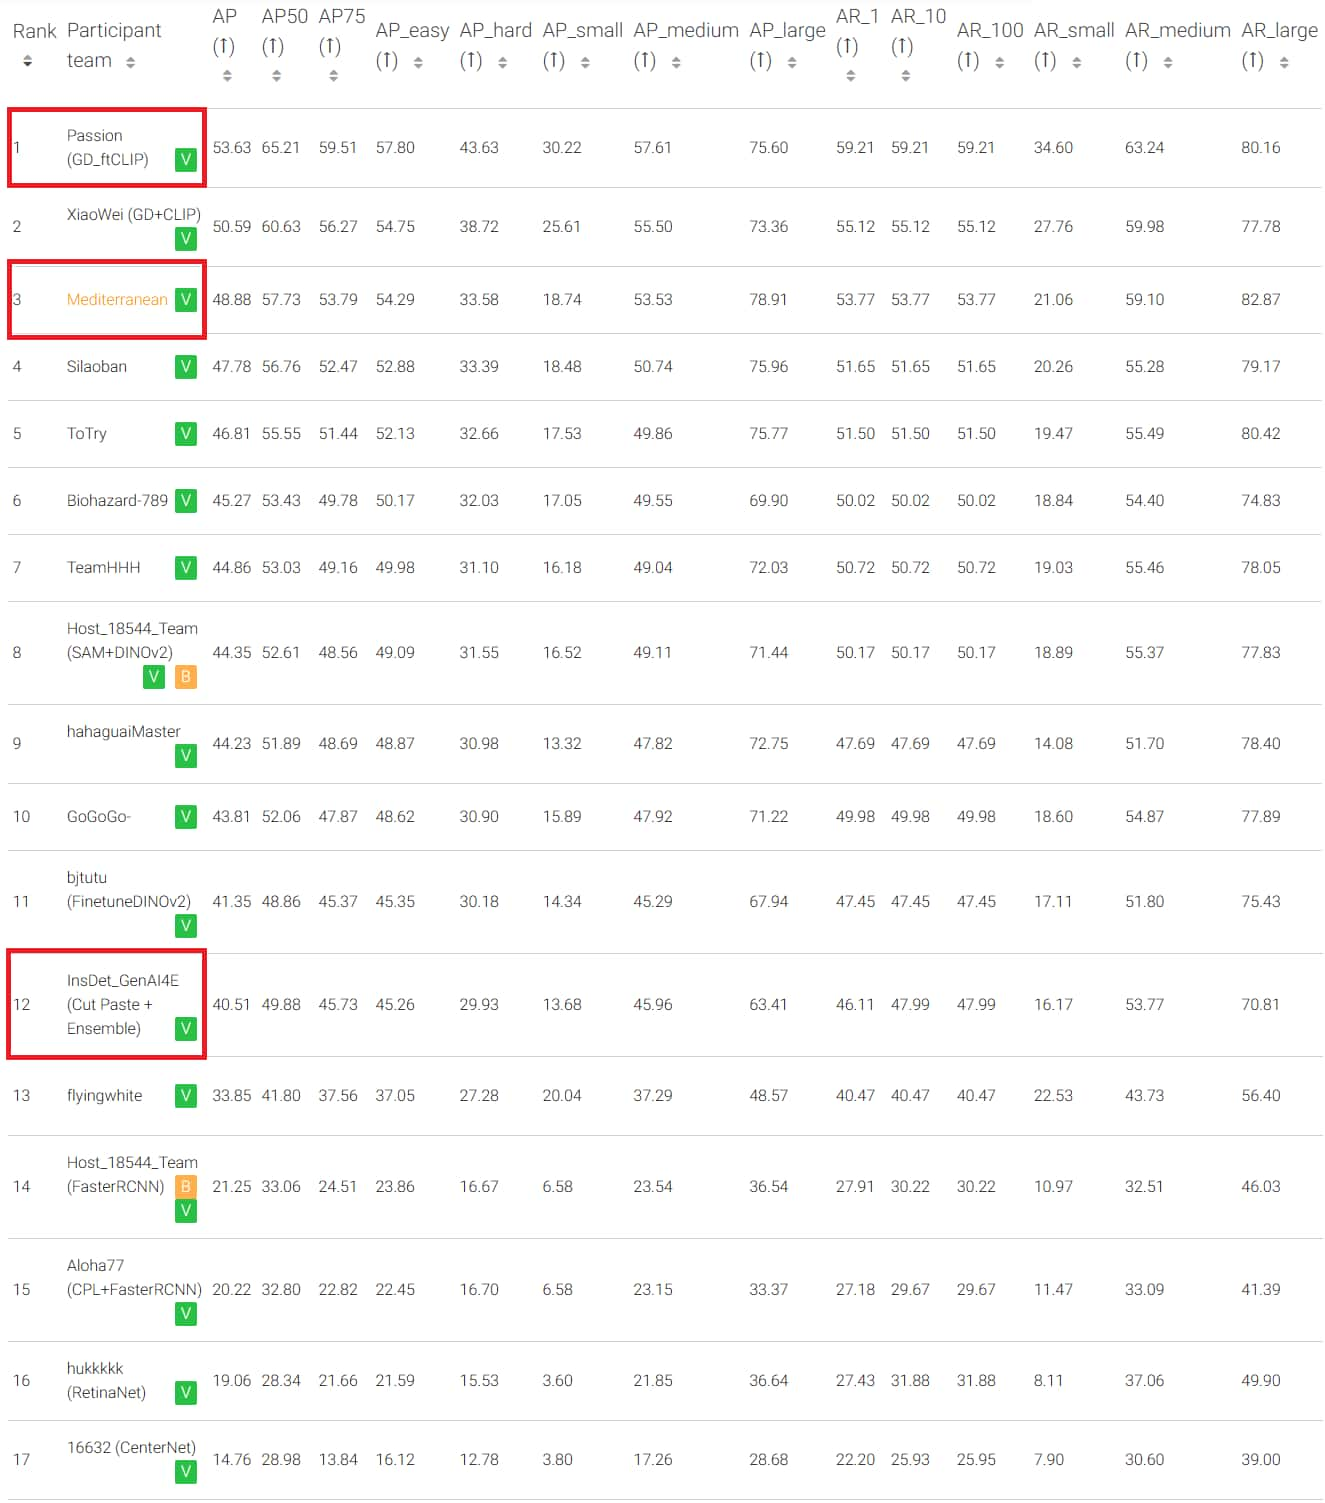 Rank Participant team AP (↑) AP50 (↑) AP75 (↑) AP_easy (↑) AP_hard (↑) AP_small (↑) AP_medium (↑) AP_large (↑) AR_1 (↑) AR_10 (↑) AR_100 (↑) AR_small (↑) AR_medium (↑) AR_large (↑)
1 Passion (GD_ftCLIP) V 53.63 65.21 59.51 57.80 43.63 30.22 57.61 75.60 59.21 59.21 59.21 34.60 63.24 80.16
2 XiaoWei (GD+CLIP) V 50.59 60.63 56.27 54.75 38.72 25.61 55.50 73.36 55.12 55.12 55.12 27.76 59.98 77.78
3 Mediterranean V 48.88 57.73 53.79 54.29 33.58 18.74 53.53 78.91 53.77 53.77 53.77 21.06 59.10 82.87
4 Silaoban V 47.78 56.76 52.47 52.88 33.39 18.48 50.74 75.96 51.65 51.65 51.65 20.26 55.28 79.17
5 ToTry V 46.81 55.55 51.44 52.13 32.66 17.53 49.86 75.77 51.50 51.50 51.50 19.47 55.49 80.42
6 Biohazard-789 V 45.27 53.43 49.78 50.17 32.03 17.05 49.55 69.90 50.02 50.02 50.02 18.84 54.40 74.83
7 TeamHHH V 44.86 53.03 49.16 49.98 31.10 16.18 49.04 72.03 50.72 50.72 50.72 19.03 55.46 78.05
8 Host_18544_Team (SAM+DINOv2) V B 44.35 52.61 48.56 49.09 31.55 16.52 49.11 71.44 50.17 50.17 50.17 18.89 55.37 77.83
9 hahaguaiMaster V 44.23 51.89 48.69 48.87 30.98 13.32 47.82 72.75 47.69 47.69 47.69 14.08 51.70 78.40
10 GoGoGo- V 43.81 52.06 47.87 48.62 30.90 15.89 47.92 71.22 49.98 49.98 49.98 18.60 54.87 77.89
11 bjtutu (FinetuneDINOv2) V 41.35 48.86 45.37 45.35 30.18 14.34 45.29 67.94 47.45 47.45 47.45 17.11 51.80 75.43
12 InsDet_GenAI4E (Cut Paste + Ensemble) V 40.51 49.88 45.73 45.26 29.93 13.68 45.96 63.41 46.11 47.99 47.99 16.17 53.77 70.81
13 flyingwhite V 33.85 41.80 37.56 37.05 27.28 20.04 37.29 48.57 40.47 40.47 40.47 22.53 43.73 56.40
14 Host_18544_Team (FasterRCNN) B V 21.25 33.06 24.51 23.86 16.67 6.58 23.54 36.54 27.91 30.22 30.22 10.97 32.51 46.03
15 Aloha77 (CPL+FasterRCNN) V 20.22 32.80 22.82 22.45 16.70 6.58 23.15 33.37 27.18 29.67 29.67 11.47 33.09 41.39
16 hukkkkk (RetinaNet) V 19.06 28.34 21.66 21.59 15.53 3.60 21.85 36.64 27.43 31.88 31.88 8.11 37.06 49.90
17 16632 (CenterNet) V 14.76 28.98 13.84 16.12 12.78 3.80 17.26 28.68 22.20 25.93 25.95 7.90 30.60 39.00